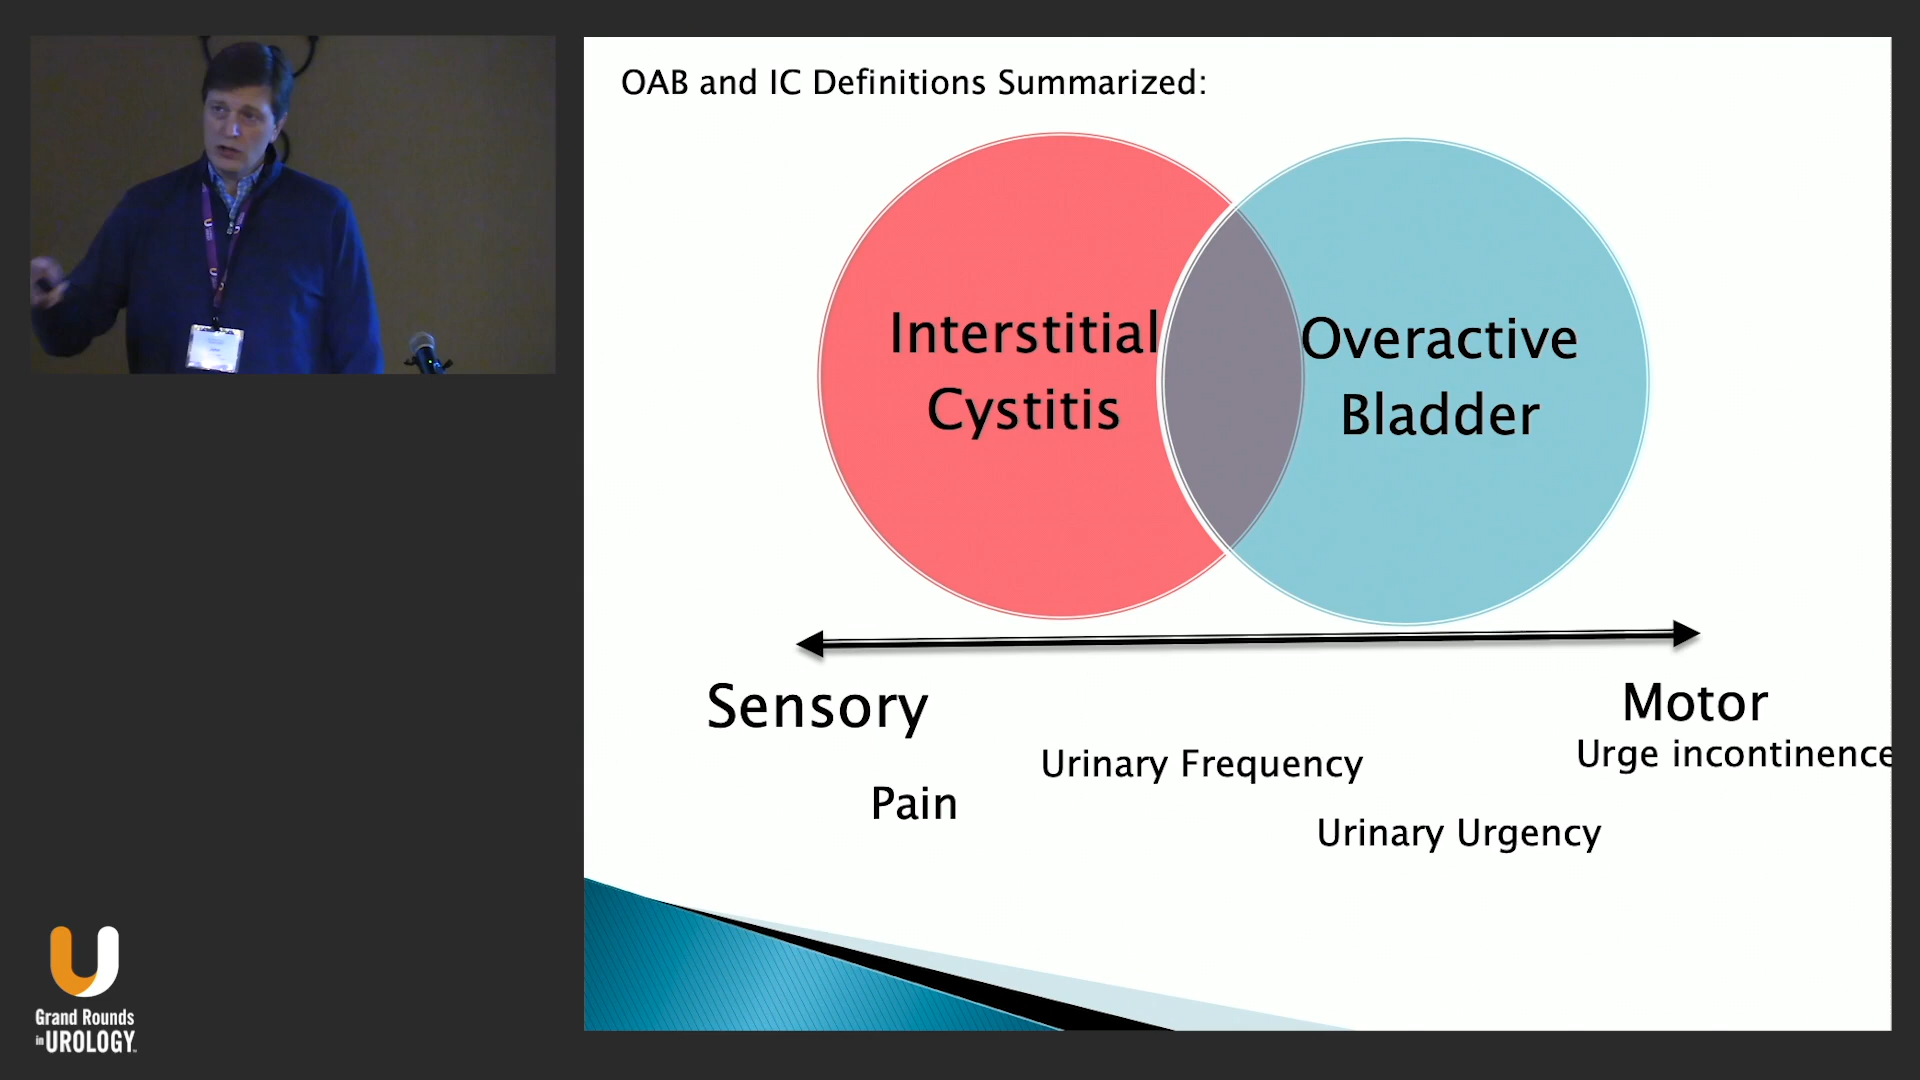 OAB and IC Definitions Summarized:
Interstitial
Cystitis
Overactive
Bladder
Sensory
Motor
Urge incontinence
Urinary Frequency
Pain
Urinary Urgency
Grand Rounds
in UROLOGY